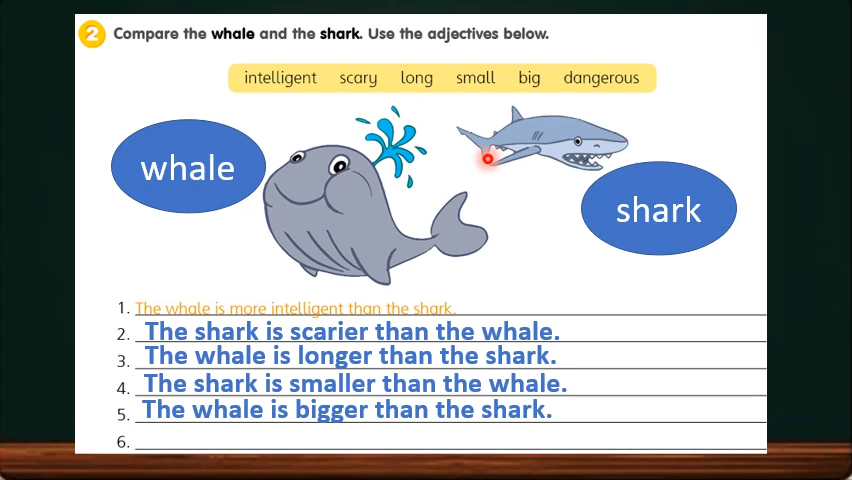 2 Compare the whale and the shark. Use the adjectives below.
intelligent scary long small big dangerous
whale
shark
1. The whale is more intelligent than the shark.
2. The shark is scarier than the whale.
3. The whale is longer than the shark.
4. The shark is smaller than the whale.
5. The whale is bigger than the shark.
6.